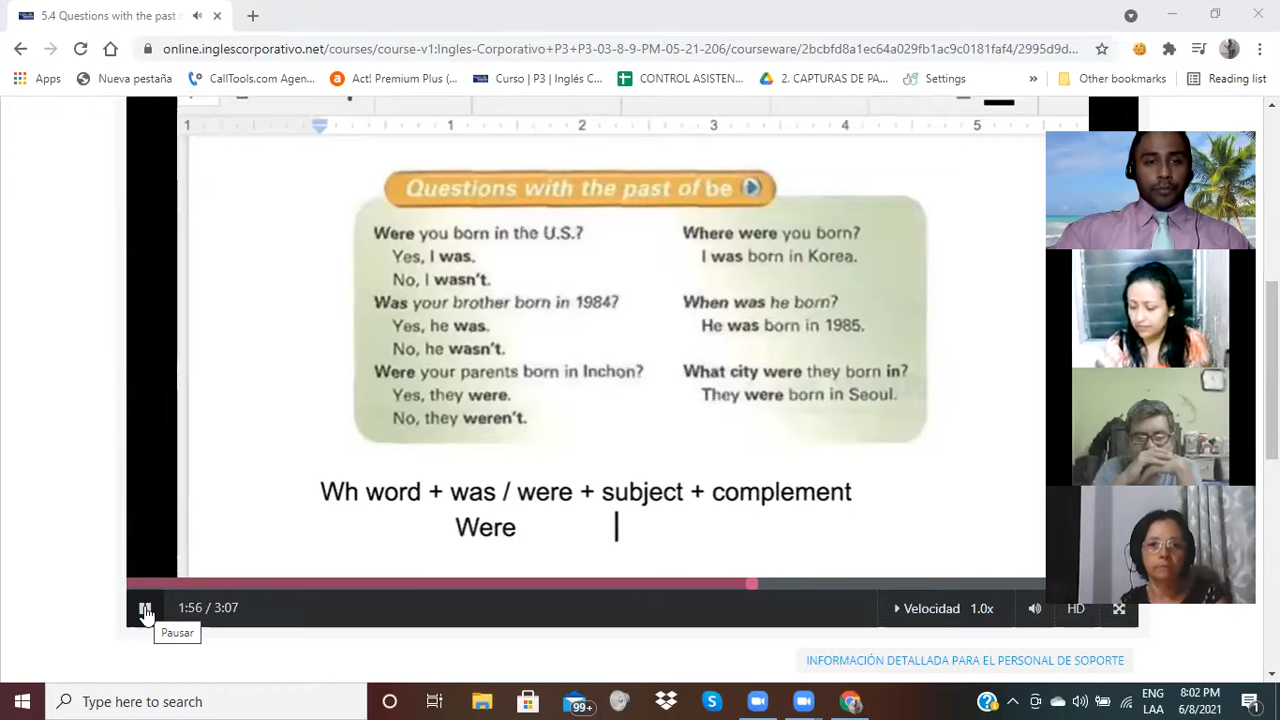 5.4 Questions with the past o
online.inglescorporativo.net/courses/course-v1:Ingles-Corporativo+P3+P3-03-8-9-PM-05-21-206/courseware/2bcbfd8a1ec64a029fb1ac9c0181faf4/2995d9d...
Apps Nueva pestaña CallTools.com Agen... Act! Premium Plus (... Curso | P3 | Inglés C... CONTROL ASISTEN... 2. CAPTURAS DE PA... Settings » Other bookmarks Reading list
1 1 2 3 4 5
Questions with the past of be
Were you born in the U.S.?
Yes, I was.
No, I wasn't.
Was your brother born in 1984?
Yes, he was.
No, he wasn't.
Were your parents born in Inchon?
Yes, they were.
No, they weren't.
Where were you born?
I was born in Korea.
When was he born?
He was born in 1985.
What city were they born in?
They were born in Seoul.
Wh word + was / were + subject + complement
Were
1:56 / 3:07
Velocidad 1.0x HD
Pausar
INFORMACIÓN DETALLADA PARA EL PERSONAL DE SOPORTE
Type here to search
99+
ENG
LAA
8:02 PM
6/8/2021
1